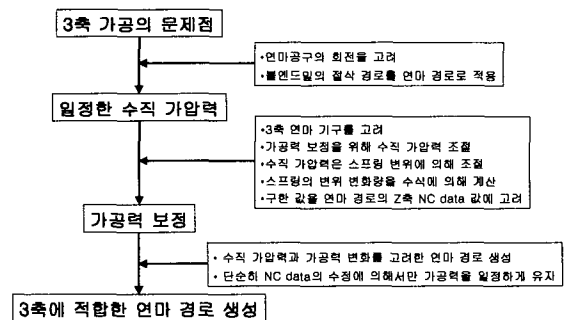 3축 가공의 문제점
•연마공구의 회전을 고려
•볼엔드밀의 절삭 경로를 연마 경로로 적용
일정한 수직 가압력
•3축 연마 기구를 고려
•가공력 보정을 위해 수직 가압력 조절
•수직 가압력은 스프링 변위에 의해 조절
•스프링의 변위 변화량을 수식에 의해 계산
•구한 값을 연마 경로의 Z축 NC data 값에 고려
가공력 보정
• 수직 가압력과 가공력 변화를 고려한 연마 경로 생성
• 단순히 NC data의 수정에 의해서만 가공력을 일정하게 유지
3축에 적합한 연마 경로 생성